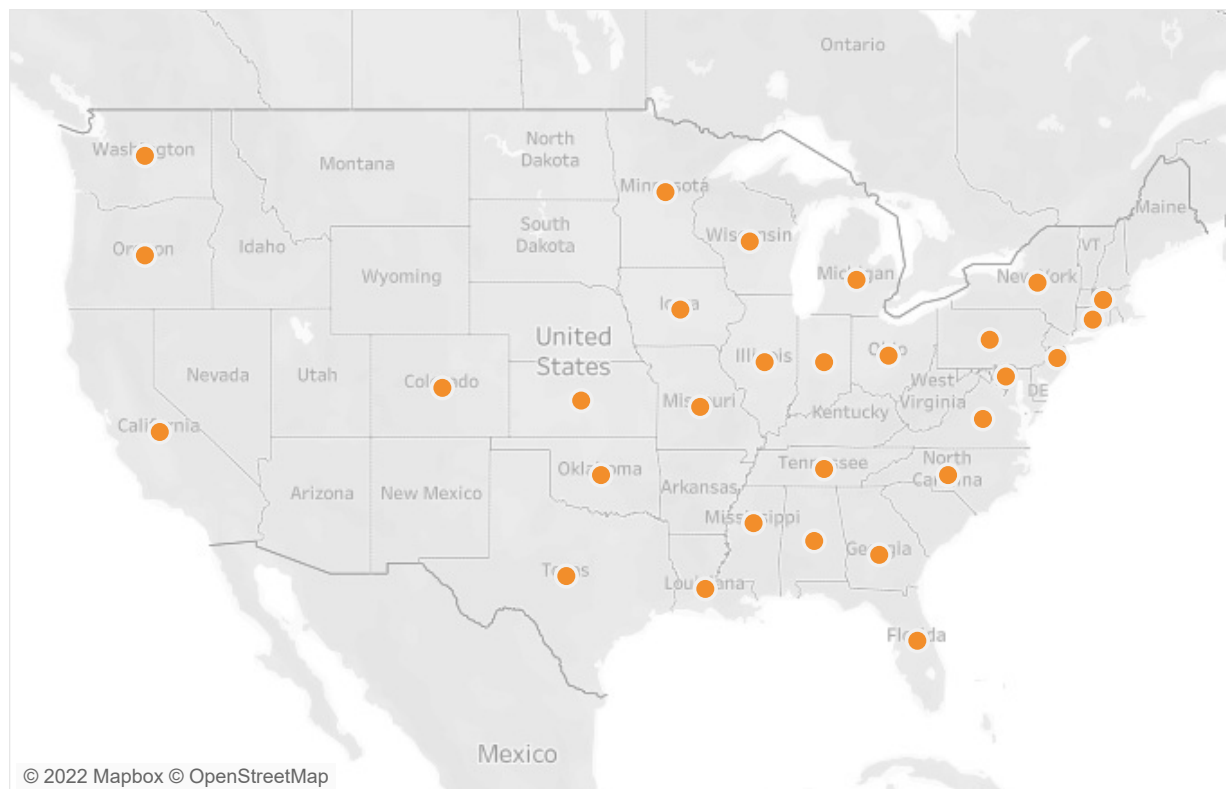 Ontario
Washington
North
Dakota
Montana
Minnesota
Maine
Oregon
Idaho
South
Dakota
Wisconsin
VT
Wyoming
Michigan
New York
Iowa
United
States
Ohio
Illinois
Nevada
Utah
Colorado
West
Virginia
DE
Missouri
Kentucky
California
Tennessee
North
Carolina
Oklahoma
Arizona
New Mexico
Arkansas
Mississippi
Georgia
Texas
Louisiana
Florida
Mexico
© 2022 Mapbox © OpenStreetMap